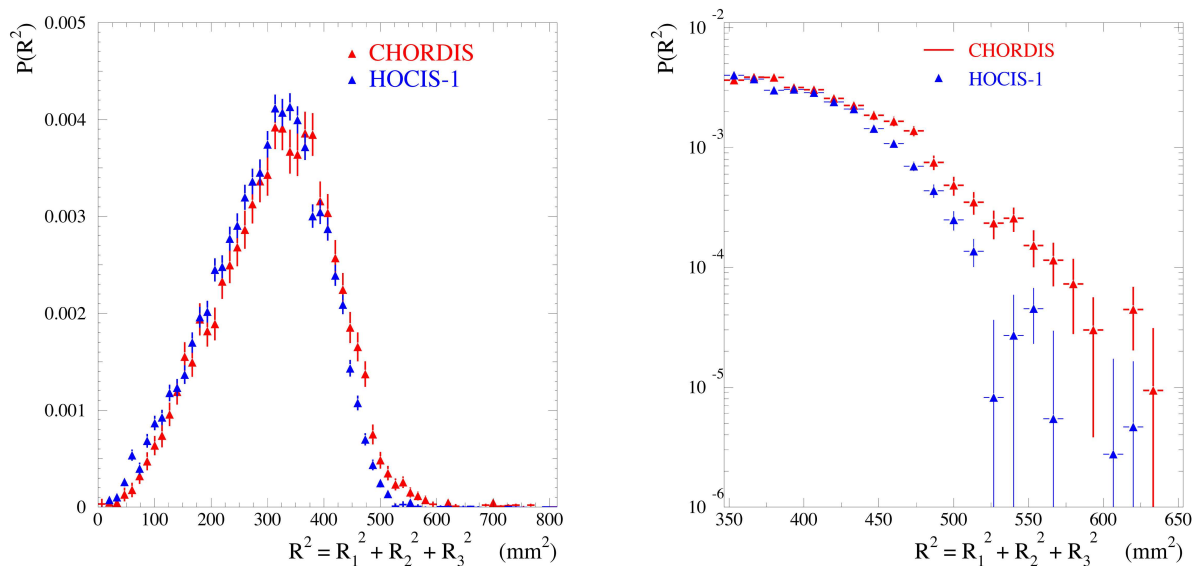 P(R²)
0.005
0.004
0.003
0.002
0.001
0
CHORDIS
HOCIS-1
0 100 200 300 400 500 600 700 800
R² = R₁² + R₂² + R₃² (mm²)
P(R²)
10⁻²
10⁻³
10⁻⁴
10⁻⁵
10⁻⁶
CHORDIS
HOCIS-1
350 400 450 500 550 600 650
R² = R₁² + R₂² + R₃² (mm²)